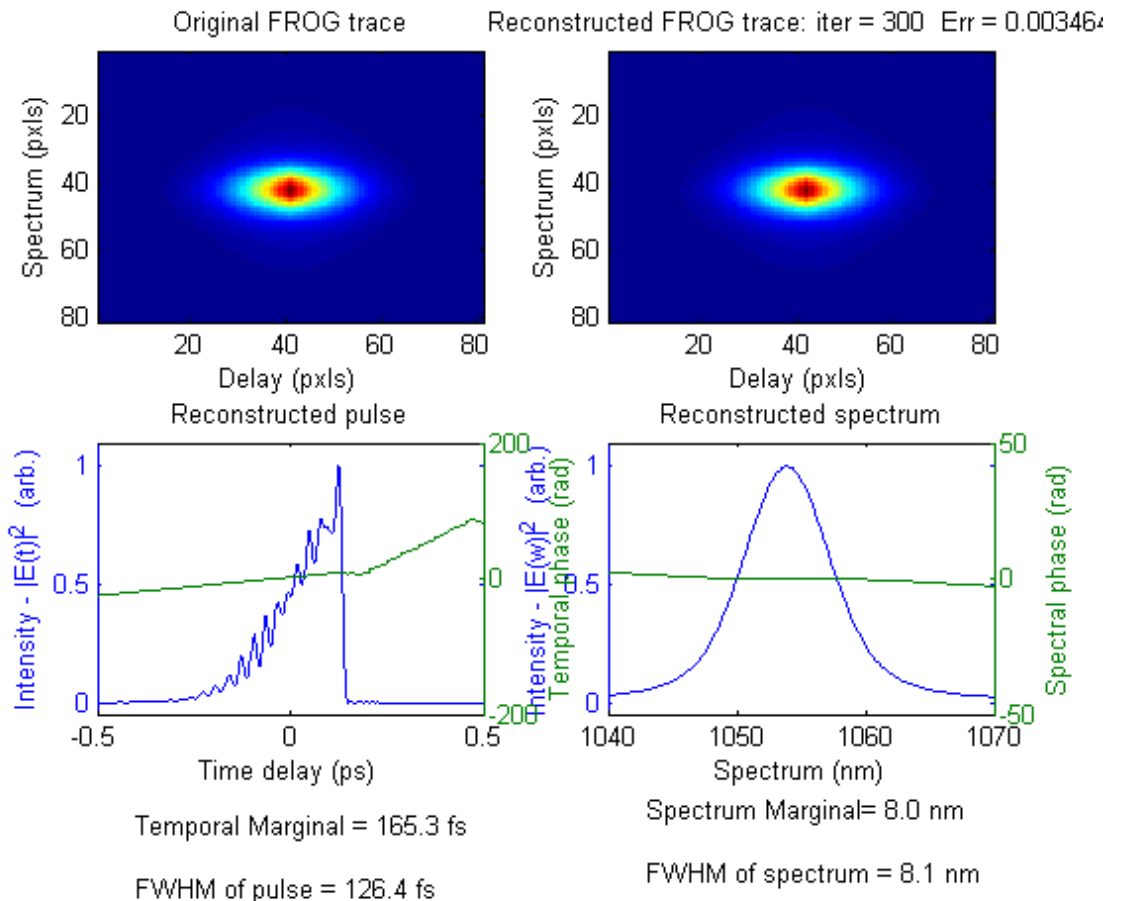 Original FROG trace
Reconstructed FROG trace: iter = 300 Err = 0.003464
Spectrum (pxls)
20
40
60
80
20
40
60
80
Delay (pxls)
Spectrum (pxls)
20
40
60
80
20
40
60
80
Delay (pxls)
Reconstructed pulse
Intensity - |E(t)|² (arb.)
1
0.5
0
200
0
-200
Temporal phase (rad)
-0.5
0
0.5
Time delay (ps)
Reconstructed spectrum
Intensity - |E(w)|² (arb.)
1
0.5
0
50
0
-50
Spectral phase (rad)
1040
1050
1060
1070
Spectrum (nm)
Temporal Marginal = 165.3 fs
FWHM of pulse = 126.4 fs
Spectrum Marginal= 8.0 nm
FWHM of spectrum = 8.1 nm